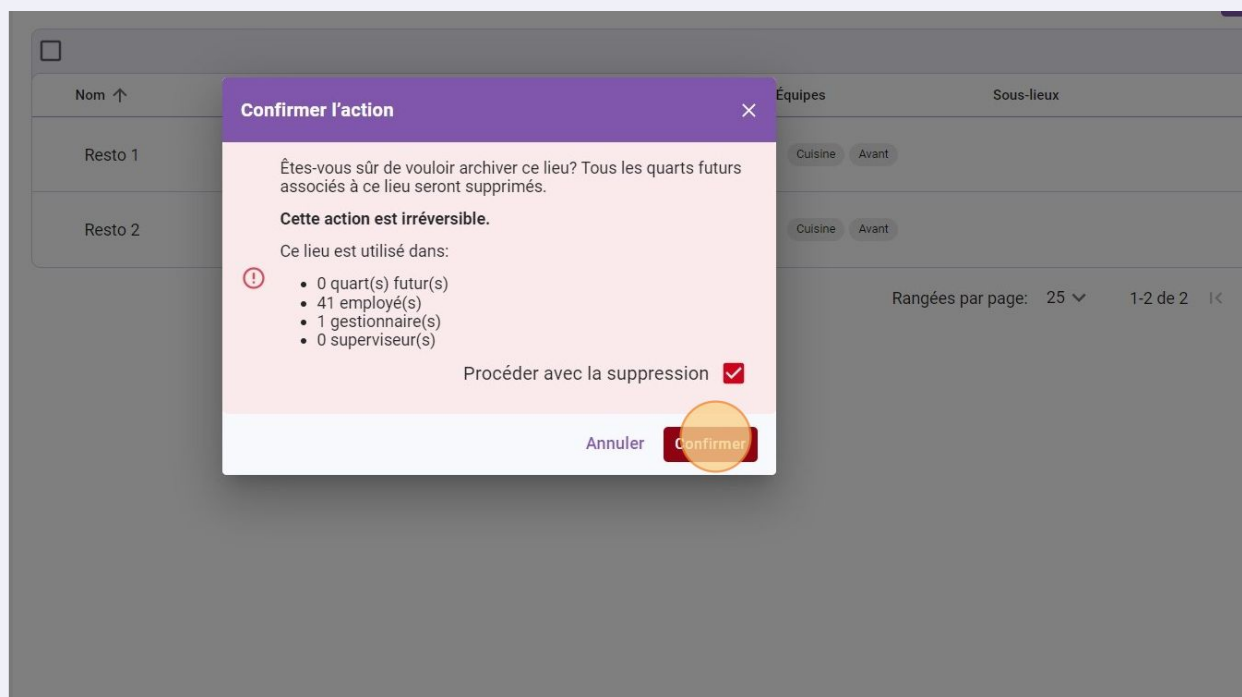 Confirmer l'action
Nom
Équipes
Sous-lieux
Êtes-vous sûr de vouloir archiver ce lieu? Tous les quarts futurs
associés à ce lieu seront supprimés.
Resto 1
Cuisine
Avant
Cette action est irréversible.
Resto 2
Cuisine
Avant
Ce lieu est utilisé dans:
• 0 quart(s) futur(s)
• 41 employé(s)
• 1 gestionnaire(s)
• 0 superviseur(s)
Rangées par page: 25
1-2 de 2
Procéder avec la suppression
Annuler
Confirmer